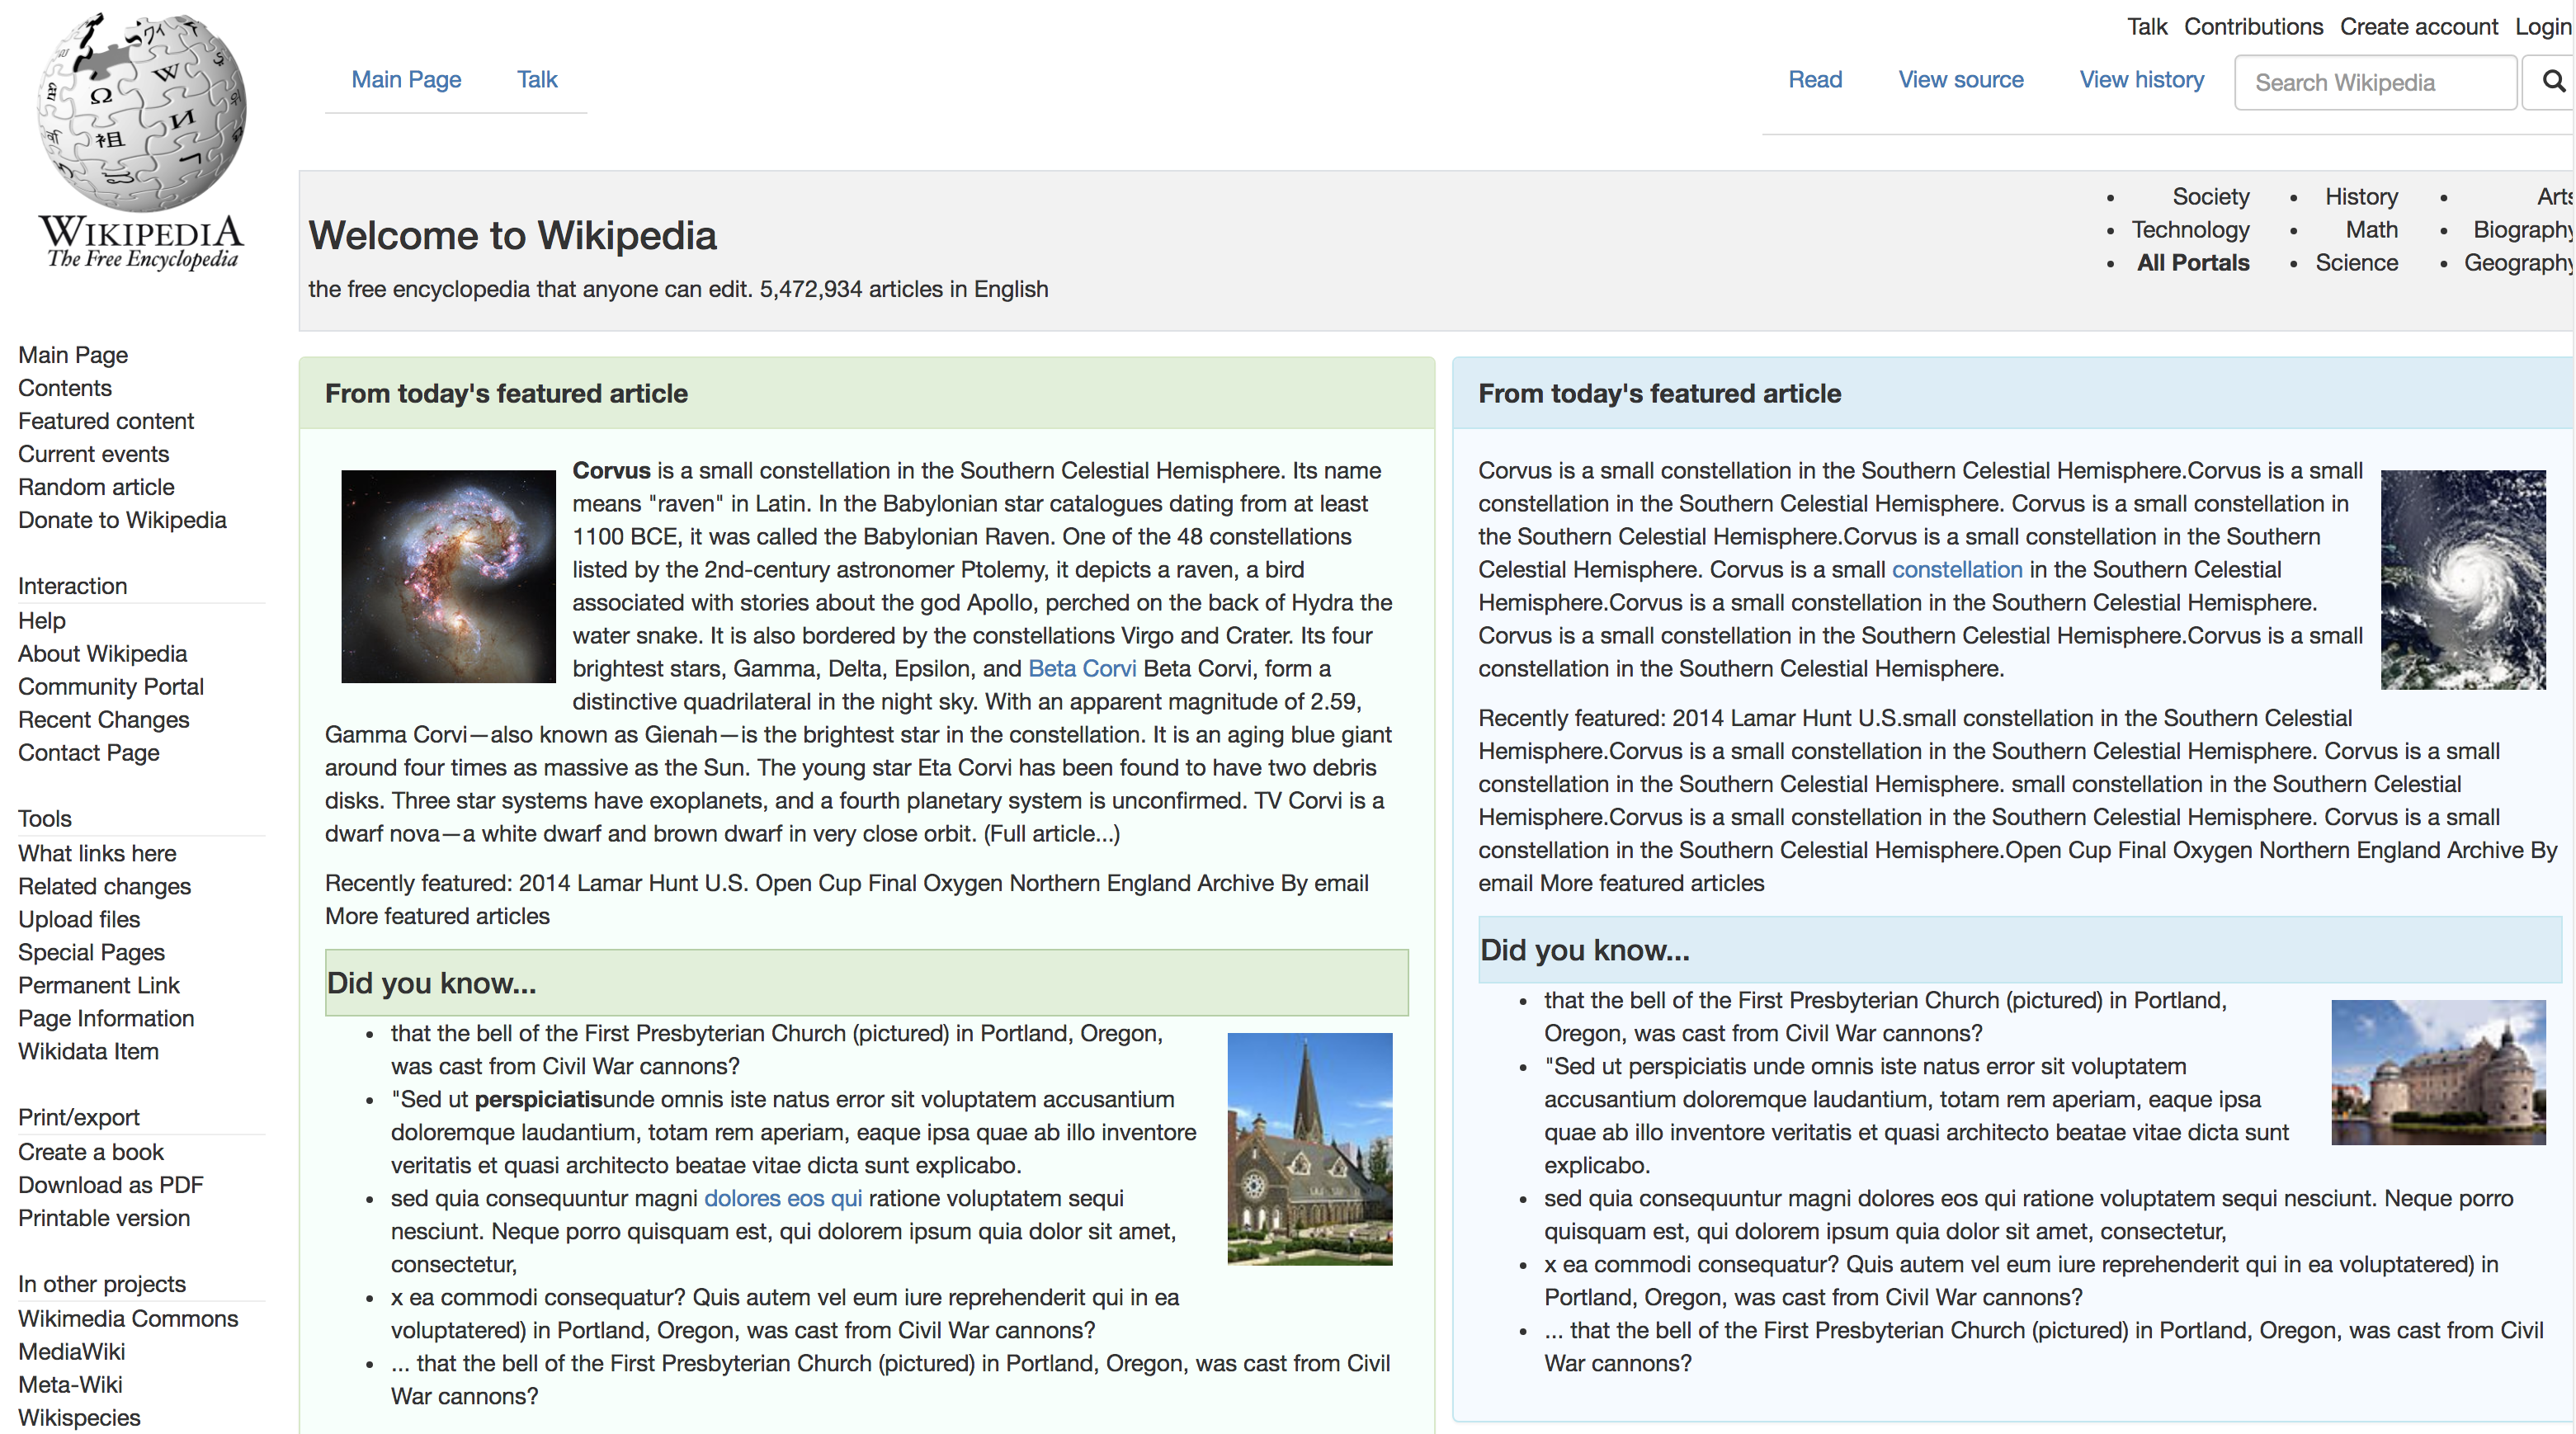 WIKIPEDIA
The Free Encyclopedia
Talk Contributions Create account Login
Main Page Talk
Read View source View history Search Wikipedia
Welcome to Wikipedia
the free encyclopedia that anyone can edit. 5,472,934 articles in English
• Society • History • Arts
• Technology • Math • Biography
• All Portals • Science • Geography
Main Page
Contents
Featured content
Current events
Random article
Donate to Wikipedia
Interaction
Help
About Wikipedia
Community Portal
Recent Changes
Contact Page
Tools
What links here
Related changes
Upload files
Special Pages
Permanent Link
Page Information
Wikidata Item
Print/export
Create a book
Download as PDF
Printable version
In other projects
Wikimedia Commons
MediaWiki
Meta-Wiki
Wikispecies
From today's featured article
Corvus is a small constellation in the Southern Celestial Hemisphere. Its name
means "raven" in Latin. In the Babylonian star catalogues dating from at least
1100 BCE, it was called the Babylonian Raven. One of the 48 constellations
listed by the 2nd-century astronomer Ptolemy, it depicts a raven, a bird
associated with stories about the god Apollo, perched on the back of Hydra the
water snake. It is also bordered by the constellations Virgo and Crater. Its four
brightest stars, Gamma, Delta, Epsilon, and Beta Corvi Beta Corvi, form a
distinctive quadrilateral in the night sky. With an apparent magnitude of 2.59,
Gamma Corvi—also known as Gienah—is the brightest star in the constellation. It is an aging blue giant
around four times as massive as the Sun. The young star Eta Corvi has been found to have two debris
disks. Three star systems have exoplanets, and a fourth planetary system is unconfirmed. TV Corvi is a
dwarf nova—a white dwarf and brown dwarf in very close orbit. (Full article...)
Recently featured: 2014 Lamar Hunt U.S. Open Cup Final Oxygen Northern England Archive By email
More featured articles
Did you know...
• that the bell of the First Presbyterian Church (pictured) in Portland, Oregon,
was cast from Civil War cannons?
• "Sed ut perspiciatisunde omnis iste natus error sit voluptatem accusantium
doloremque laudantium, totam rem aperiam, eaque ipsa quae ab illo inventore
veritatis et quasi architecto beatae vitae dicta sunt explicabo.
• sed quia consequuntur magni dolores eos qui ratione voluptatem sequi
nesciunt. Neque porro quisquam est, qui dolorem ipsum quia dolor sit amet,
consectetur,
• x ea commodi consequatur? Quis autem vel eum iure reprehenderit qui in ea
voluptatered) in Portland, Oregon, was cast from Civil War cannons?
• ... that the bell of the First Presbyterian Church (pictured) in Portland, Oregon, was cast from Civil
War cannons?
From today's featured article
Corvus is a small constellation in the Southern Celestial Hemisphere.Corvus is a small
constellation in the Southern Celestial Hemisphere. Corvus is a small constellation in
the Southern Celestial Hemisphere.Corvus is a small constellation in the Southern
Celestial Hemisphere. Corvus is a small constellation in the Southern Celestial
Hemisphere.Corvus is a small constellation in the Southern Celestial Hemisphere.
Corvus is a small constellation in the Southern Celestial Hemisphere.Corvus is a small
constellation in the Southern Celestial Hemisphere.
Recently featured: 2014 Lamar Hunt U.S.small constellation in the Southern Celestial
Hemisphere.Corvus is a small constellation in the Southern Celestial Hemisphere. Corvus is a small
constellation in the Southern Celestial Hemisphere. small constellation in the Southern Celestial
Hemisphere.Corvus is a small constellation in the Southern Celestial Hemisphere. Corvus is a small
constellation in the Southern Celestial Hemisphere.Open Cup Final Oxygen Northern England Archive By
email More featured articles
Did you know...
• that the bell of the First Presbyterian Church (pictured) in Portland,
Oregon, was cast from Civil War cannons?
• "Sed ut perspiciatis unde omnis iste natus error sit voluptatem
accusantium doloremque laudantium, totam rem aperiam, eaque ipsa
quae ab illo inventore veritatis et quasi architecto beatae vitae dicta sunt
explicabo.
• sed quia consequuntur magni dolores eos qui ratione voluptatem sequi nesciunt. Neque porro
quisquam est, qui dolorem ipsum quia dolor sit amet, consectetur,
• x ea commodi consequatur? Quis autem vel eum iure reprehenderit qui in ea voluptatered) in
Portland, Oregon, was cast from Civil War cannons?
• ... that the bell of the First Presbyterian Church (pictured) in Portland, Oregon, was cast from Civil
War cannons?